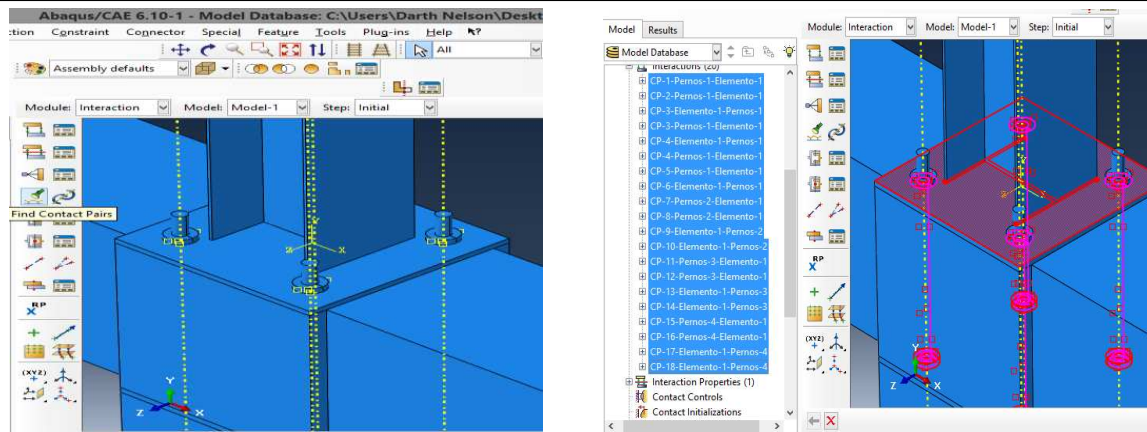 Abaqus/CAE 6.10-1 - Model Database: C:\Users\Darth Nelson\Deskt
ction Constraint Connector Special Feature Tools Plug-ins Help
All
Assembly defaults
Module: Interaction Model: Model-1 Step: Initial
Find Contact Pairs
RP
(XYZ)
Z X
Y
Z X
Model Results
Module: Interaction Model: Model-1 Step: Initial
Model Database
Interactions (20)
CP-1-Pernos-1-Elemento-1
CP-2-Pernos-1-Elemento-1
CP-3-Elemento-1-Pernos-1
CP-3-Pernos-1-Elemento-1
CP-4-Elemento-1-Pernos-1
CP-4-Pernos-1-Elemento-1
CP-5-Pernos-1-Elemento-1
CP-6-Elemento-1-Pernos-1
CP-7-Pernos-2-Elemento-1
CP-8-Pernos-2-Elemento-1
CP-9-Elemento-1-Pernos-2
CP-10-Elemento-1-Pernos-2
CP-11-Pernos-3-Elemento-1
CP-12-Pernos-3-Elemento-1
CP-13-Elemento-1-Pernos-3
CP-14-Elemento-1-Pernos-3
CP-15-Pernos-4-Elemento-1
CP-16-Pernos-4-Elemento-1
CP-17-Elemento-1-Pernos-4
CP-18-Elemento-1-Pernos-4
Interaction Properties (1)
Contact Controls
Contact Initializations
RP
(XYZ)
Y
Z X